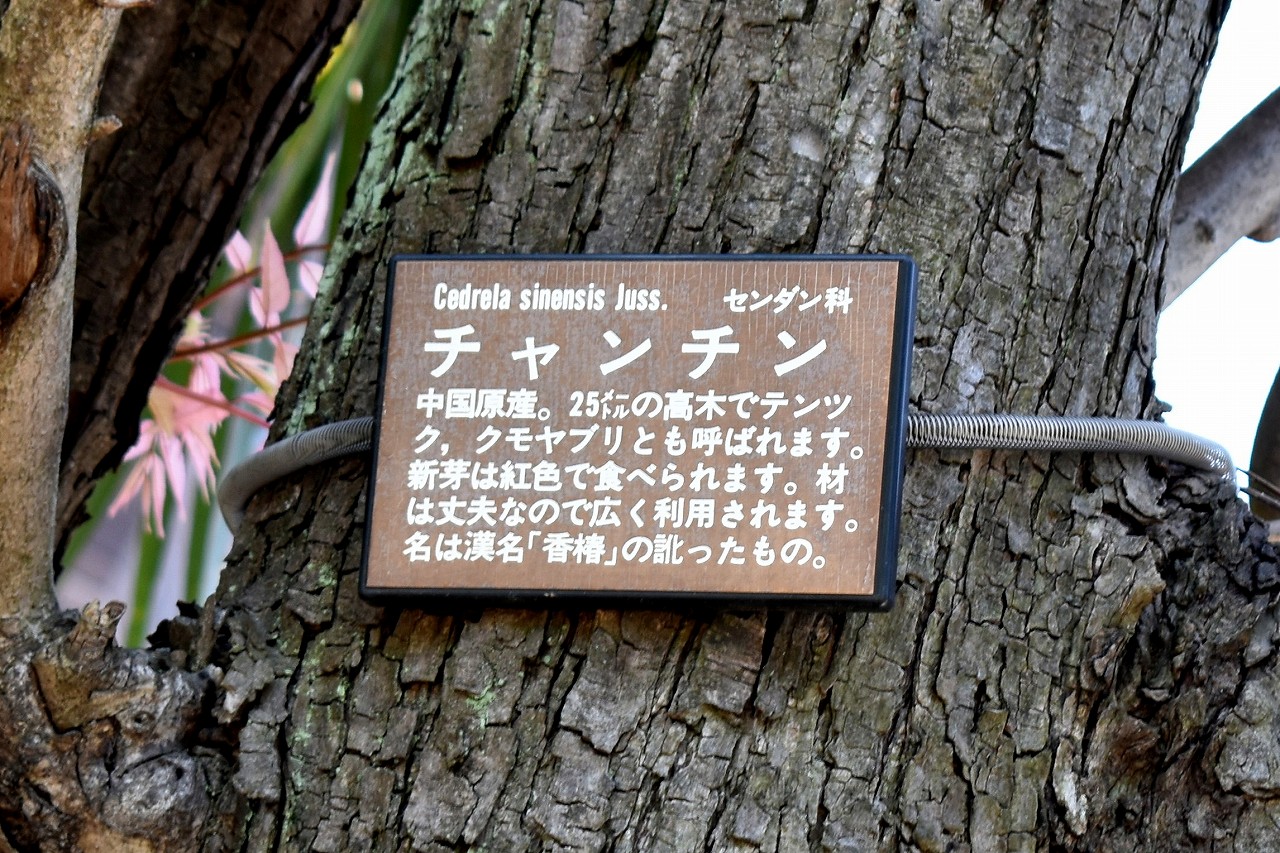 Cedrela sinensis Juss. センダン科
チャンチン
中国原産。25㍍の高木でテンツ
ク，クモヤブリとも呼ばれます。
新芽は紅色で食べられます。材
は丈夫なので広く利用されます。
名は漢名「香椿」の訛ったもの。